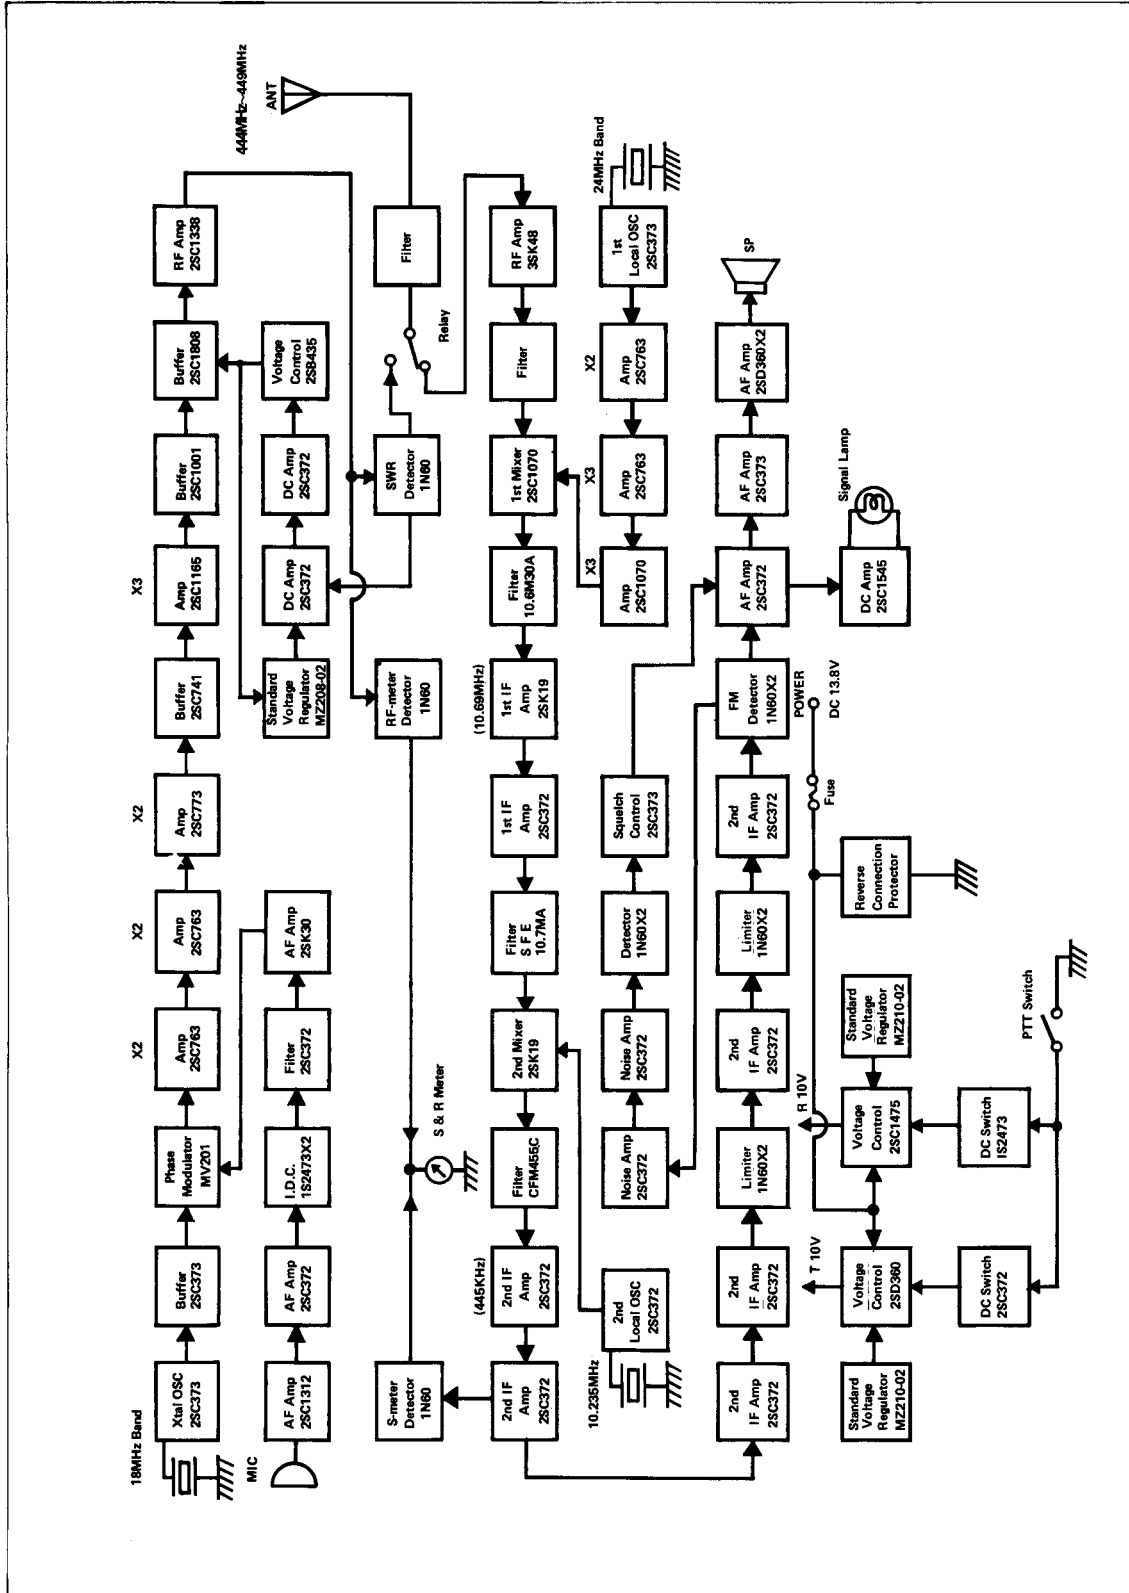 444MHz~449MHz
ANT
18MHz Band
Xtal OSC
2SC373
Buffer
2SC373
Phase
Modulator
MV201
X2
Amp
2SC763
X2
Amp
2SC763
X2
Amp
2SC773
Buffer
2SC741
X3
Amp
2SC1165
Buffer
2SC1001
Buffer
2SC1808
RF Amp
2SC1338
MIC
AF Amp
2SC1312
AF Amp
2SC372
I.D.C.
1S2473X2
Filter
2SC372
AF Amp
2SK30
Standard
Voltage
Regulator
MZ208-02
DC Amp
2SC372
DC Amp
2SC372
Voltage
Control
2SB435
S-meter
Detector
1N60
S & R Meter
RF-meter
Detector
1N60
SWR
Detector
1N60
Relay
Filter
RF Amp
3SK48
Filter
1st Mixer
2SC1070
Filter
10.6M30A
(10.69MHz)
1st IF
Amp
2SK19
1st IF
Amp
2SC372
Filter
S F E
10.7MA
2nd Mixer
2SK19
Filter
CFM455C
(445KHz)
2nd IF
Amp
2SC372
2nd IF
Amp
2SC372
10.235MHz
2nd
Local OSC
2SC372
Noise Amp
2SC372
Noise Amp
2SC372
Detector
1N60X2
Squelch
Control
2SC373
X3
Amp
2SC1070
X3
Amp
2SC763
X2
Amp
2SC763
1st
Local OSC
2SC373
24MHz Band
2nd
IF Amp
2SC372
2nd
IF Amp
2SC372
Limiter
1N60X2
2nd
IF Amp
2SC372
Limiter
1N60X2
2nd
IF Amp
2SC372
FM
Detector
1N60X2
AF Amp
2SC372
AF Amp
2SC373
AF Amp
2SD360X2
SP
T 10V
R 10V
Fuse
POWER
DC 13.8V
Standard
Voltage
Regulator
MZ210-02
Voltage
Control
2SD360
Voltage
Control
2SC1475
Standard
Voltage
Regulator
MZ210-02
Reverse
Connection
Protector
DC Amp
2SC1545
Signal Lamp
DC Switch
2SC372
DC Switch
IS2473
PTT Switch